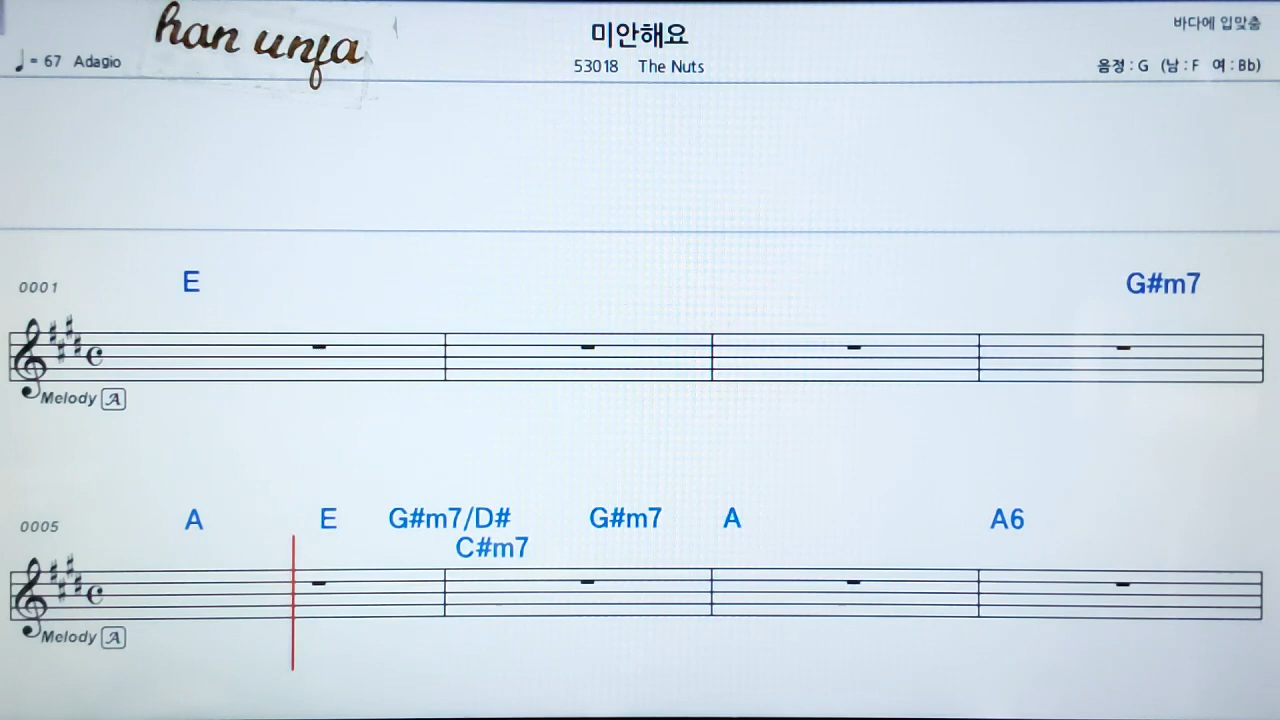 han unfa
미안해요
바다에 입맞춤
♩= 67 Adagio
53018 The Nuts
음정 : G (남 : F 여 : Bb)
0001
E
G#m7
Melody A
0005
A E G#m7/D# G#m7 A A6
C#m7
Melody A